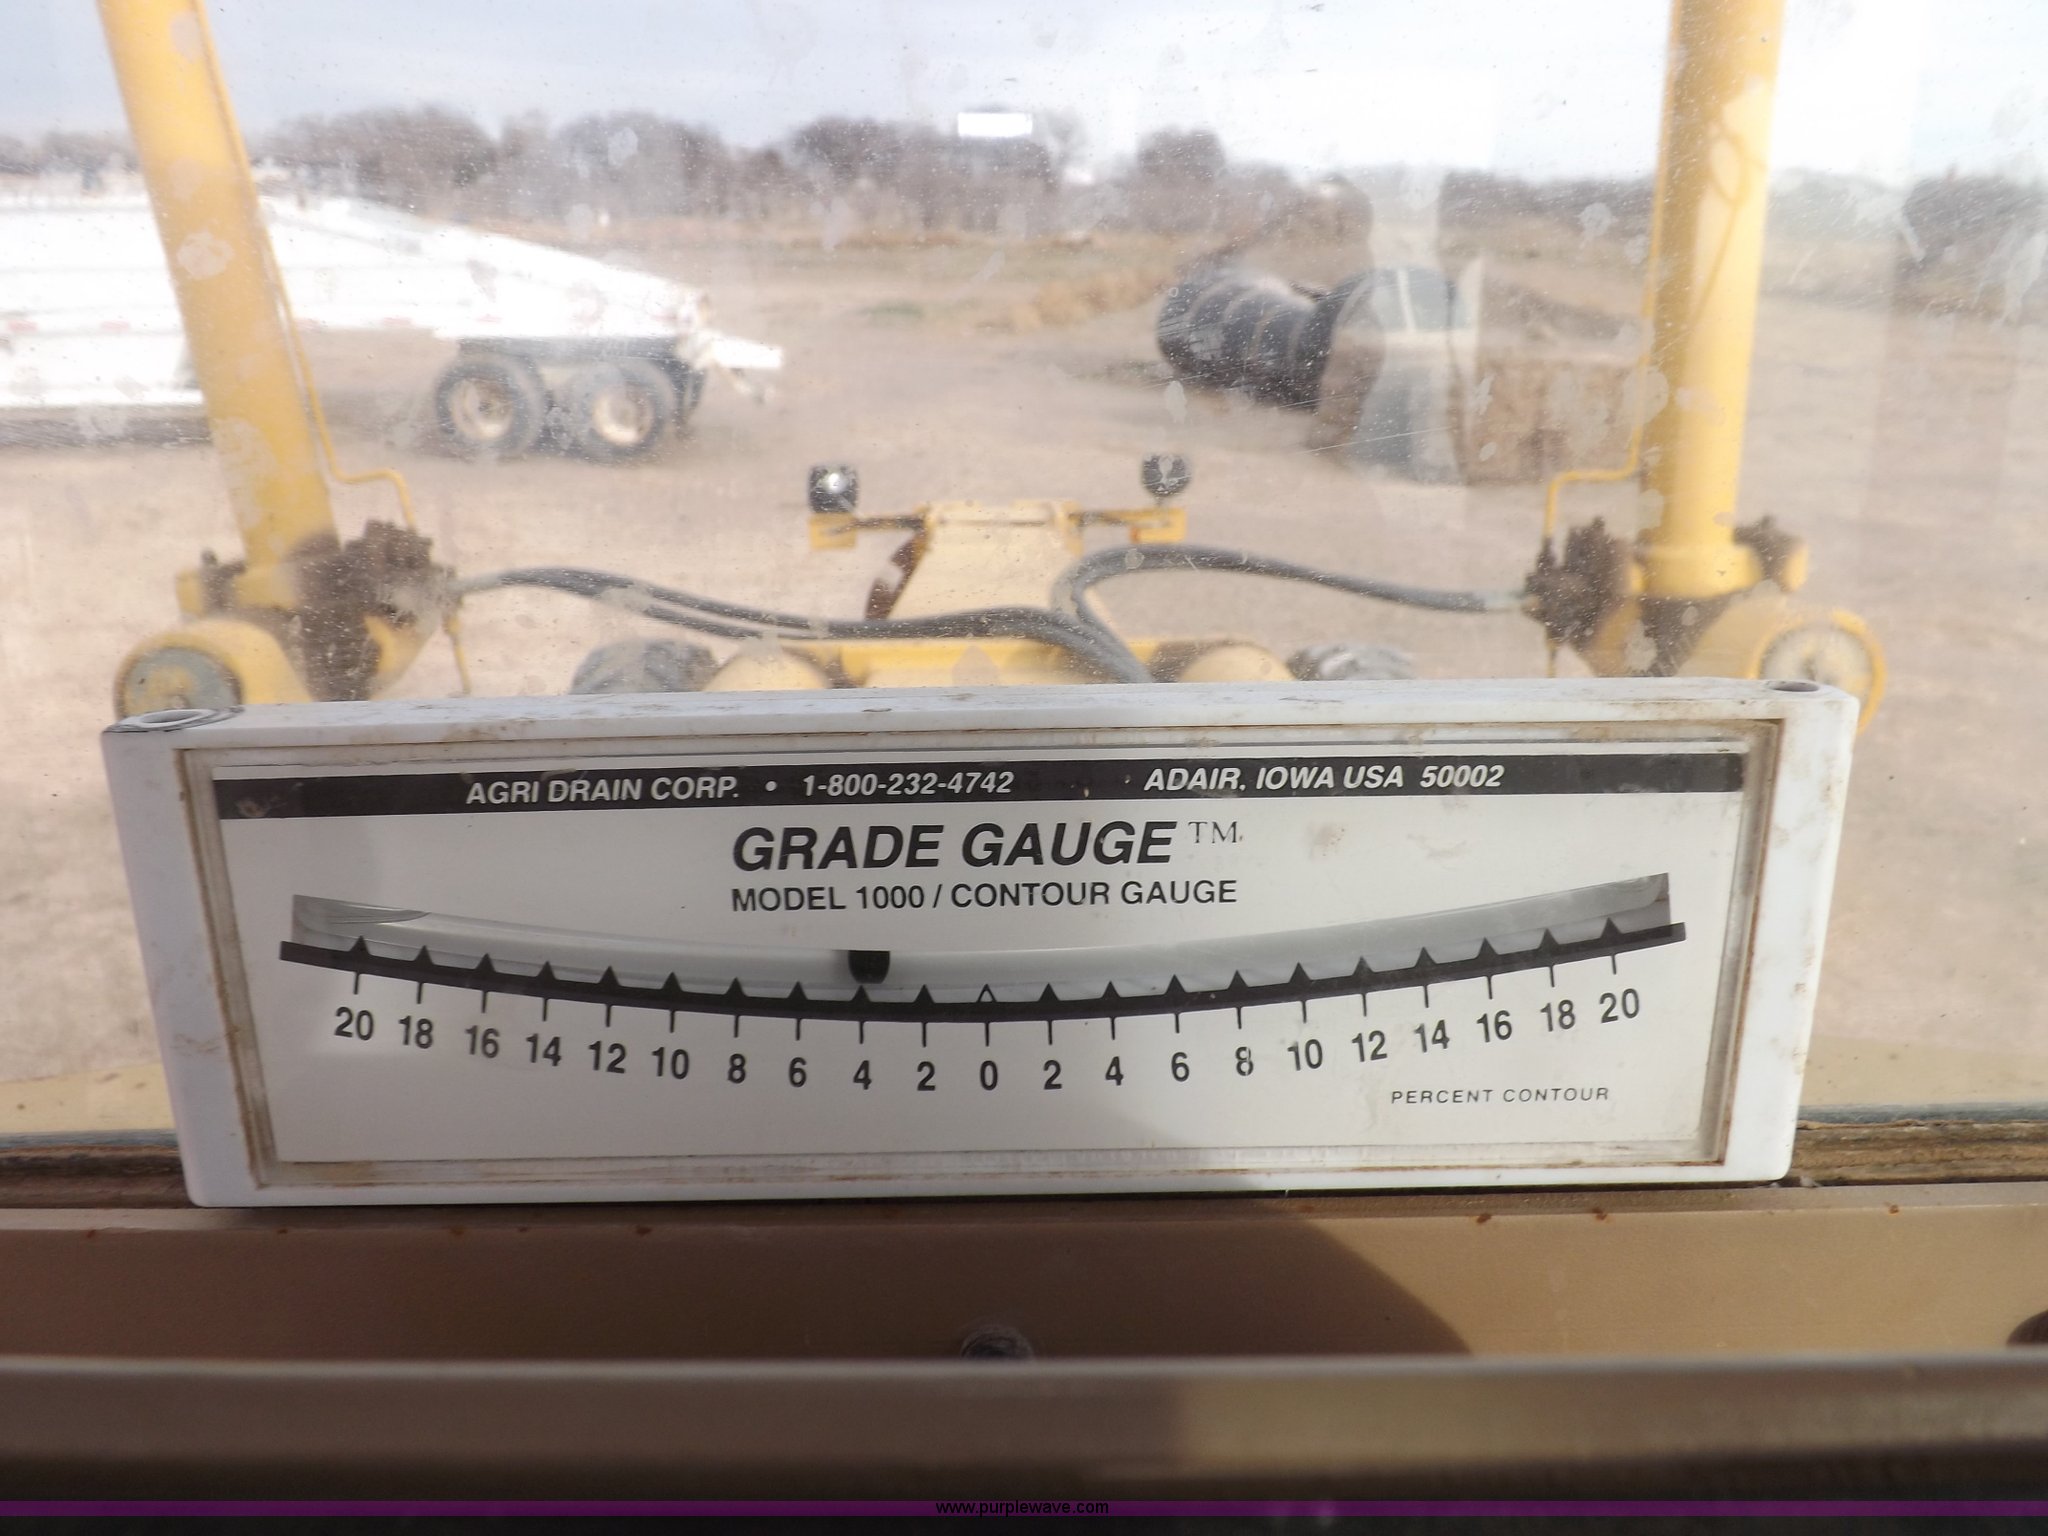 AGRI DRAIN CORP. • 1-800-232-4742 ADAIR, IOWA USA 50002
GRADE GAUGE TM
MODEL 1000 / CONTOUR GAUGE
20 18 16 14 12 10 8 6 4 2 0 2 4 6 8 10 12 14 16 18 20
PERCENT CONTOUR
www.purplewave.com